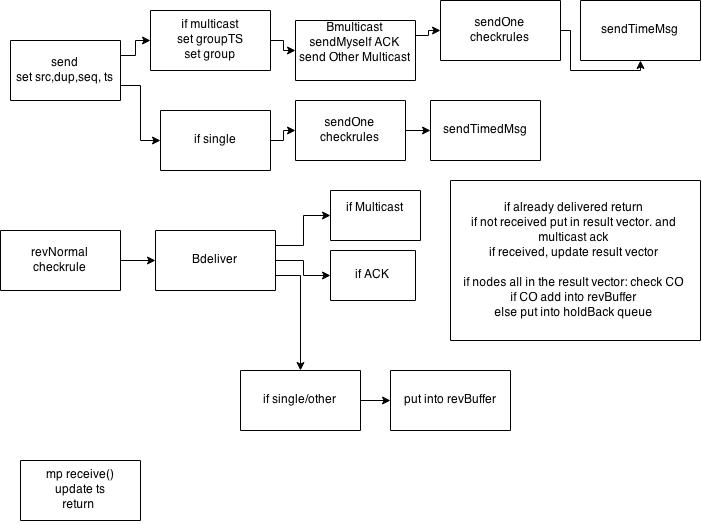 send
set src,dup,seq, ts
if multicast
set groupTS
set group
Bmulticast
sendMyself ACK
send Other Multicast
sendOne
checkrules
sendTimeMsg
if single
sendOne
checkrules
sendTimedMsg
revNormal
checkrule
Bdeliver
if Multicast
if ACK
if already delivered return
if not received put in result vector. and
multicast ack
if received, update result vector
if nodes all in the result vector: check CO
if CO add into revBuffer
else put into holdBack queue
if single/other
put into revBuffer
mp receive()
update ts
return